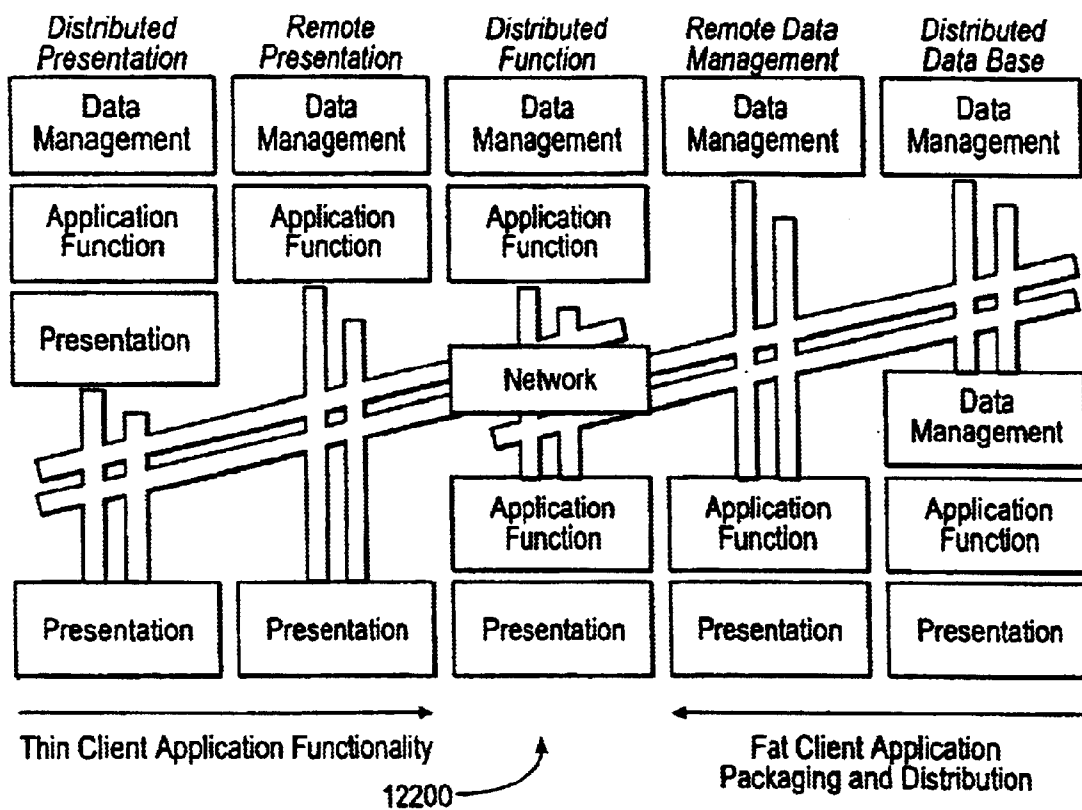 Distributed
Presentation
Remote
Presentation
Distributed
Function
Remote Data
Management
Distributed
Data Base
Data
Management
Data
Management
Data
Management
Data
Management
Data
Management
Application
Function
Application
Function
Application
Function
Presentation
Network
Data
Management
Application
Function
Application
Function
Application
Function
Presentation
Presentation
Presentation
Presentation
Presentation
Thin Client Application Functionality
Fat Client Application
Packaging and Distribution
12200